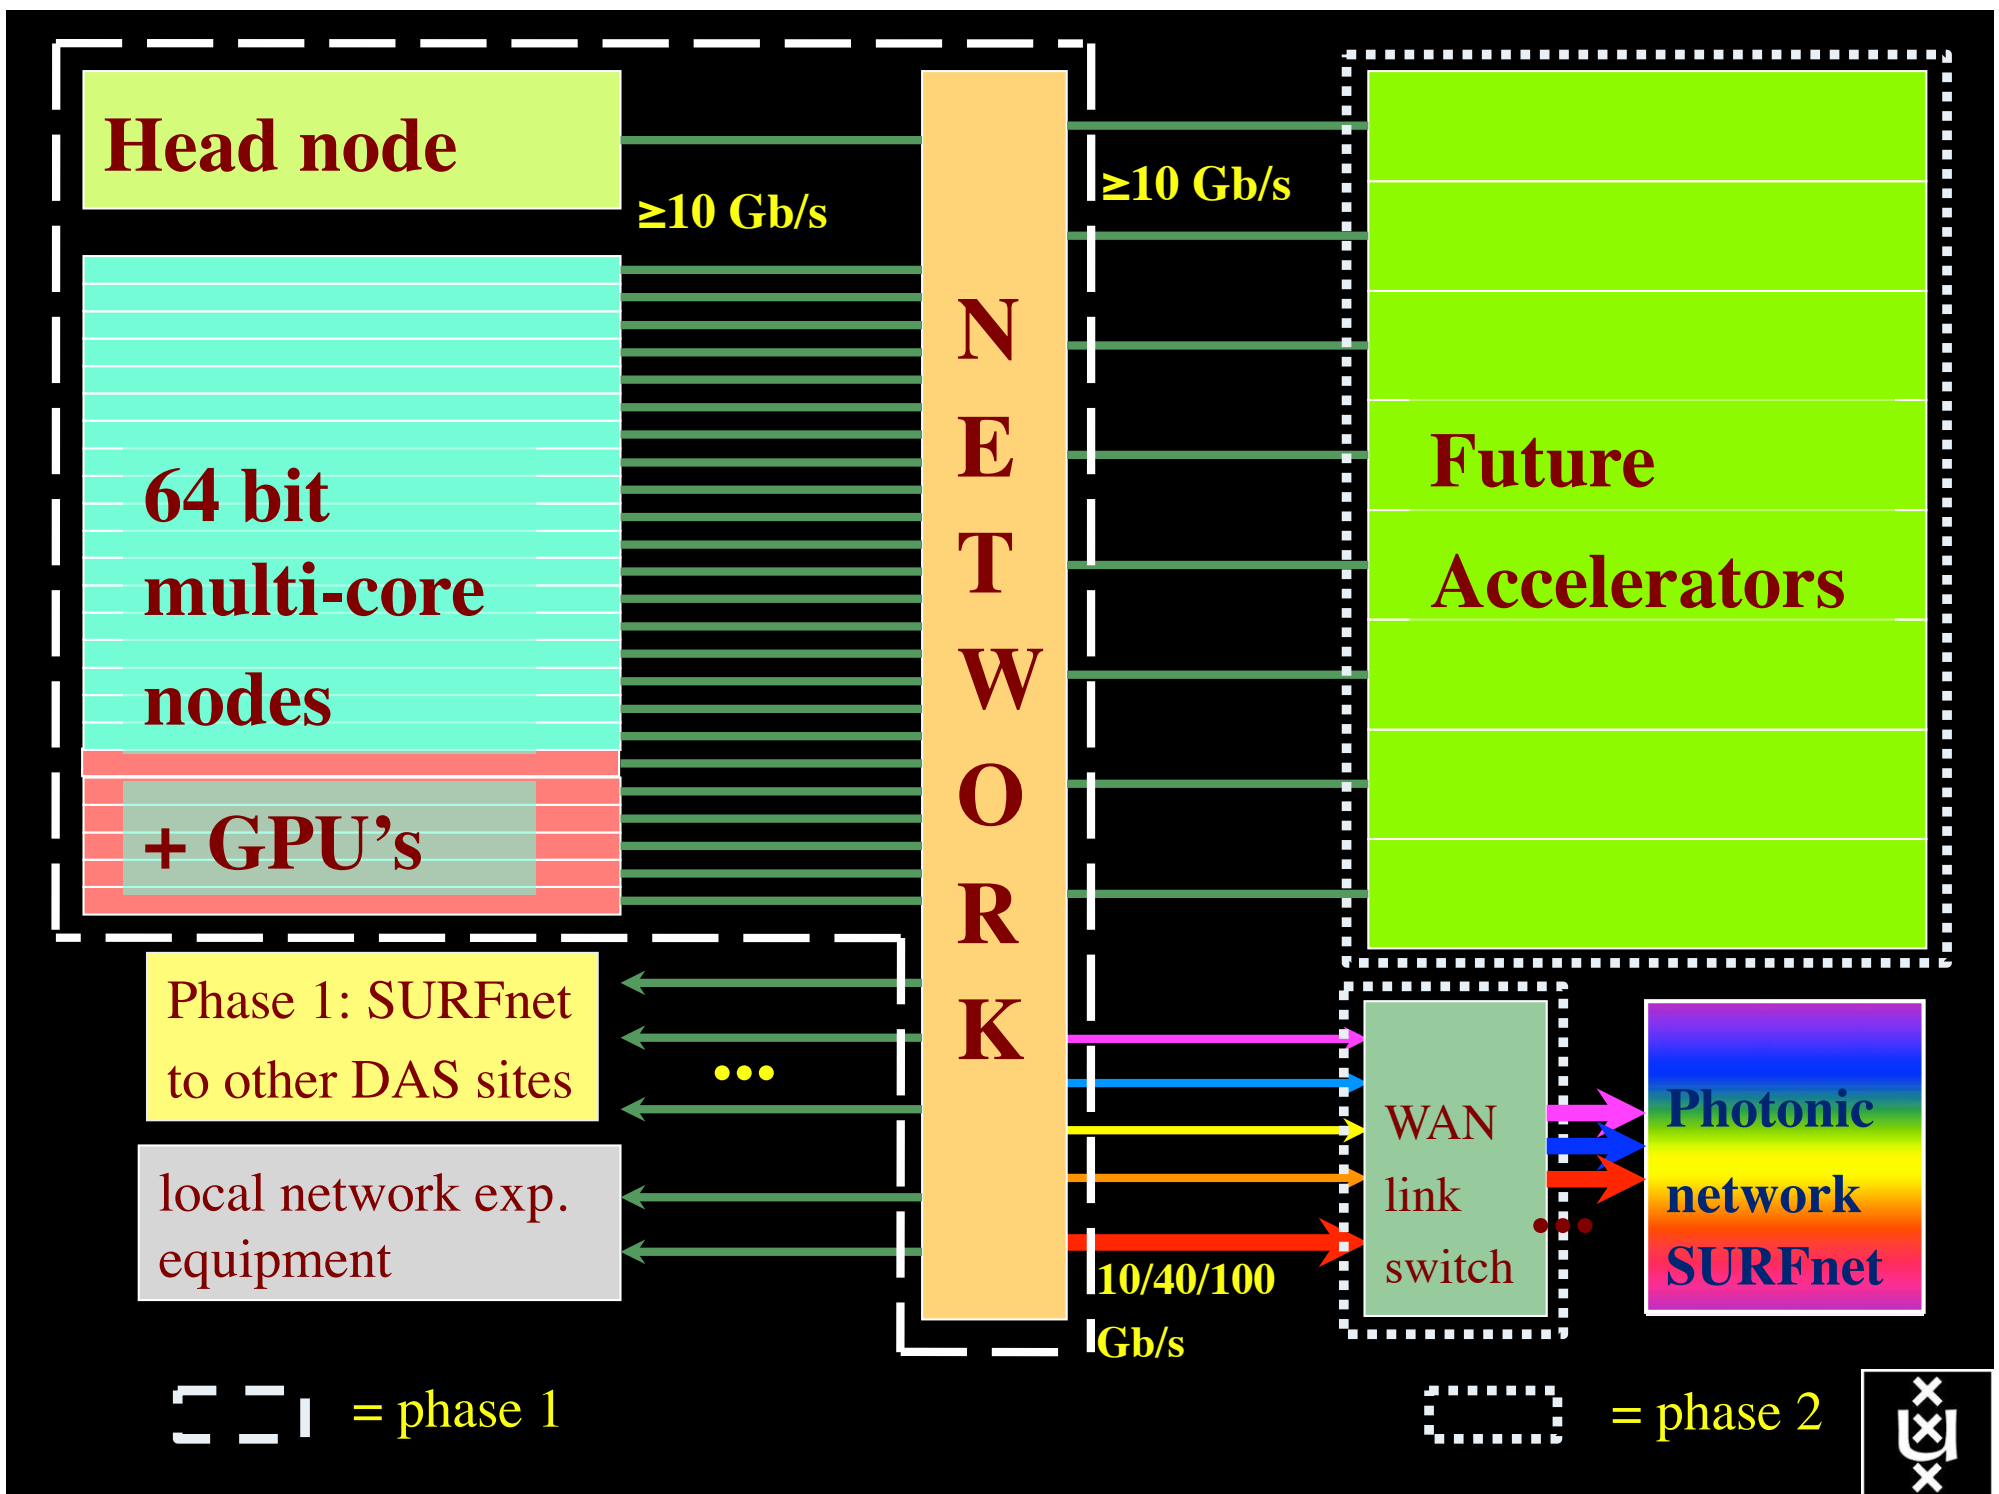 Head node
≥10 Gb/s
≥10 Gb/s
64 bit
multi-core
nodes
+ GPU’s
N
E
T
W
O
R
K
Future
Accelerators
Phase 1: SURFnet
to other DAS sites
•••
local network exp.
equipment
10/40/100
Gb/s
WAN
link
switch
•••
Photonic
network
SURFnet
= phase 1
= phase 2
u